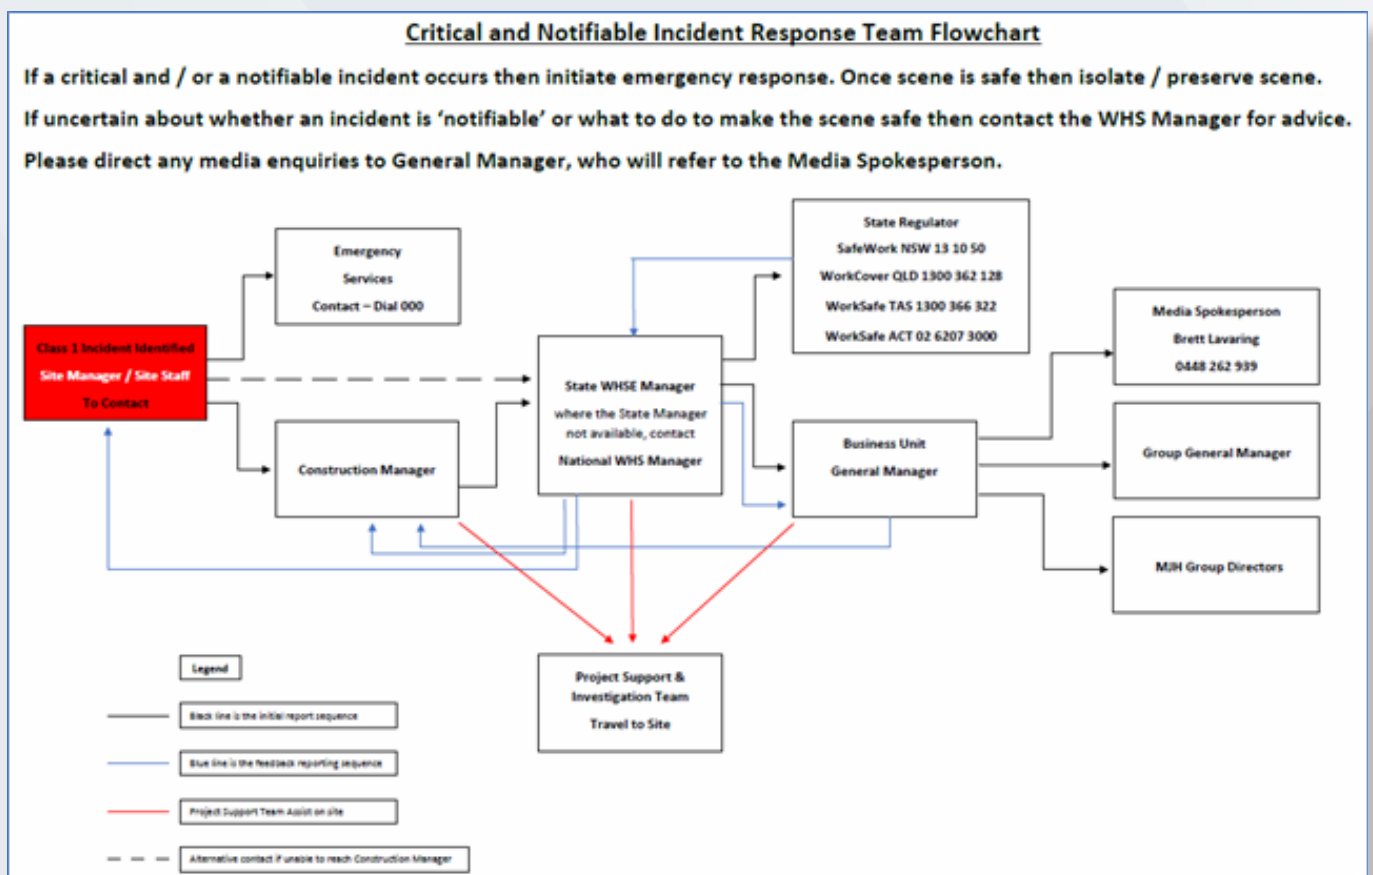 Critical and Notifiable Incident Response Team Flowchart
If a critical and / or a notifiable incident occurs then initiate emergency response. Once scene is safe then isolate / preserve scene.
If uncertain about whether an incident is ‘notifiable’ or what to do to make the scene safe then contact the WHS Manager for advice.
Please direct any media enquiries to General Manager, who will refer to the Media Spokesperson.
Class 1 Incident Identified
Site Manager / Site Staff
To Contact
Emergency
Services
Contact – Dial 000
Construction Manager
State WHSE Manager
where the State Manager
not available, contact
National WHS Manager
State Regulator
SafeWork NSW 13 10 50
WorkCover QLD 1300 362 128
WorkSafe TAS 1300 366 322
WorkSafe ACT 02 6207 3000
Business Unit
General Manager
Media Spokesperson
Brett Lavaring
0448 262 939
Group General Manager
MJH Group Directors
Project Support &
Investigation Team
Travel to Site
Legend
Black line is the initial report sequence
Blue line is the feedback reporting sequence
Project Support Team Assist on site
Alternative contact if unable to reach Construction Manager